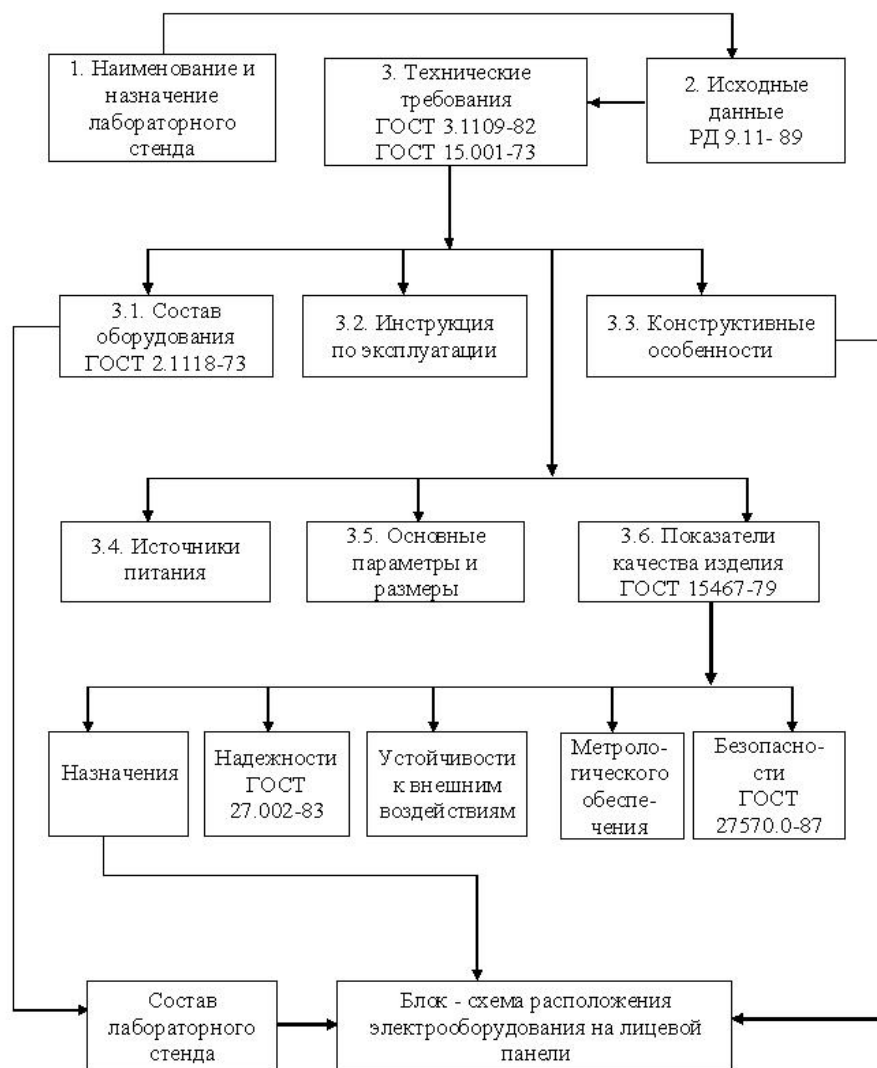 1. Наименование и
назначение
лабораторного
стенда
3. Технические
требования
ГОСТ 3.1109-82
ГОСТ 15.001-73
2. Исходные
данные
РД 9.11- 89
3.1. Состав
оборудования
ГОСТ 2.1118-73
3.2. Инструкция
по эксплуатации
3.3. Конструктивные
особенности
3.4. Источники
питания
3.5. Основные
параметры и
размеры
3.6. Показатели
качества изделия
ГОСТ 15467-79
Назначения
Надежности
ГОСТ
27.002-83
Устойчивости
к внешним
воздействиям
Метроло-
гического
обеспе-
чения
Безопасно-
сти
ГОСТ
27570.0-87
Состав
лабораторного
стенда
Блок - схема расположения
электрооборудования на лицевой
панели